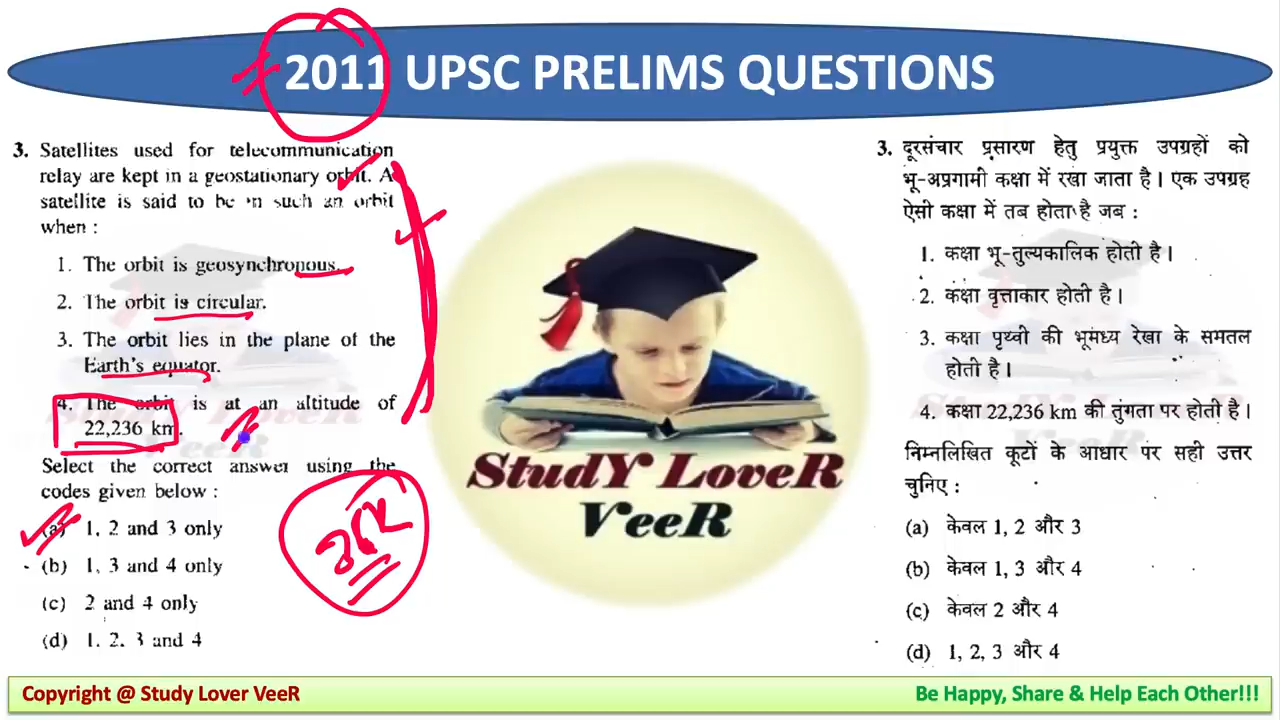 2011 UPSC PRELIMS QUESTIONS
3. Satellites used for telecommunication
relay are kept in a geostationary orbit. A
satellite is said to be in such an orbit
when :
1. The orbit is geosynchronous.
2. The orbit is circular.
3. The orbit lies in the plane of the
Earth's equator.
4. The orbit is at an altitude of
22,236 km.
Select the correct answer using the
codes given below :
(a) 1, 2 and 3 only
(b) 1, 3 and 4 only
(c) 2 and 4 only
(d) 1, 2, 3 and 4
36K
StudY LoveR
VeeR
3. दूरसंचार प्रसारण हेतु प्रयुक्त उपग्रहों को
भू-अप्रगामी कक्षा में रखा जाता है। एक उपग्रह
ऐसी कक्षा में तब होता है जब :
1. कक्षा भू-तुल्यकालिक होती है।
2. कक्षा वृत्ताकार होती है।
3. कक्षा पृथ्वी की भूमध्य रेखा के समतल
होती है।
4. कक्षा 22,236 km की तुंगता पर होती है।
निम्नलिखित कूटों के आधार पर सही उत्तर
चुनिए :
(a) केवल 1, 2 और 3
(b) केवल 1, 3 और 4
(c) केवल 2 और 4
(d) 1, 2, 3 और 4
Copyright @ Study Lover VeeR
Be Happy, Share & Help Each Other!!!